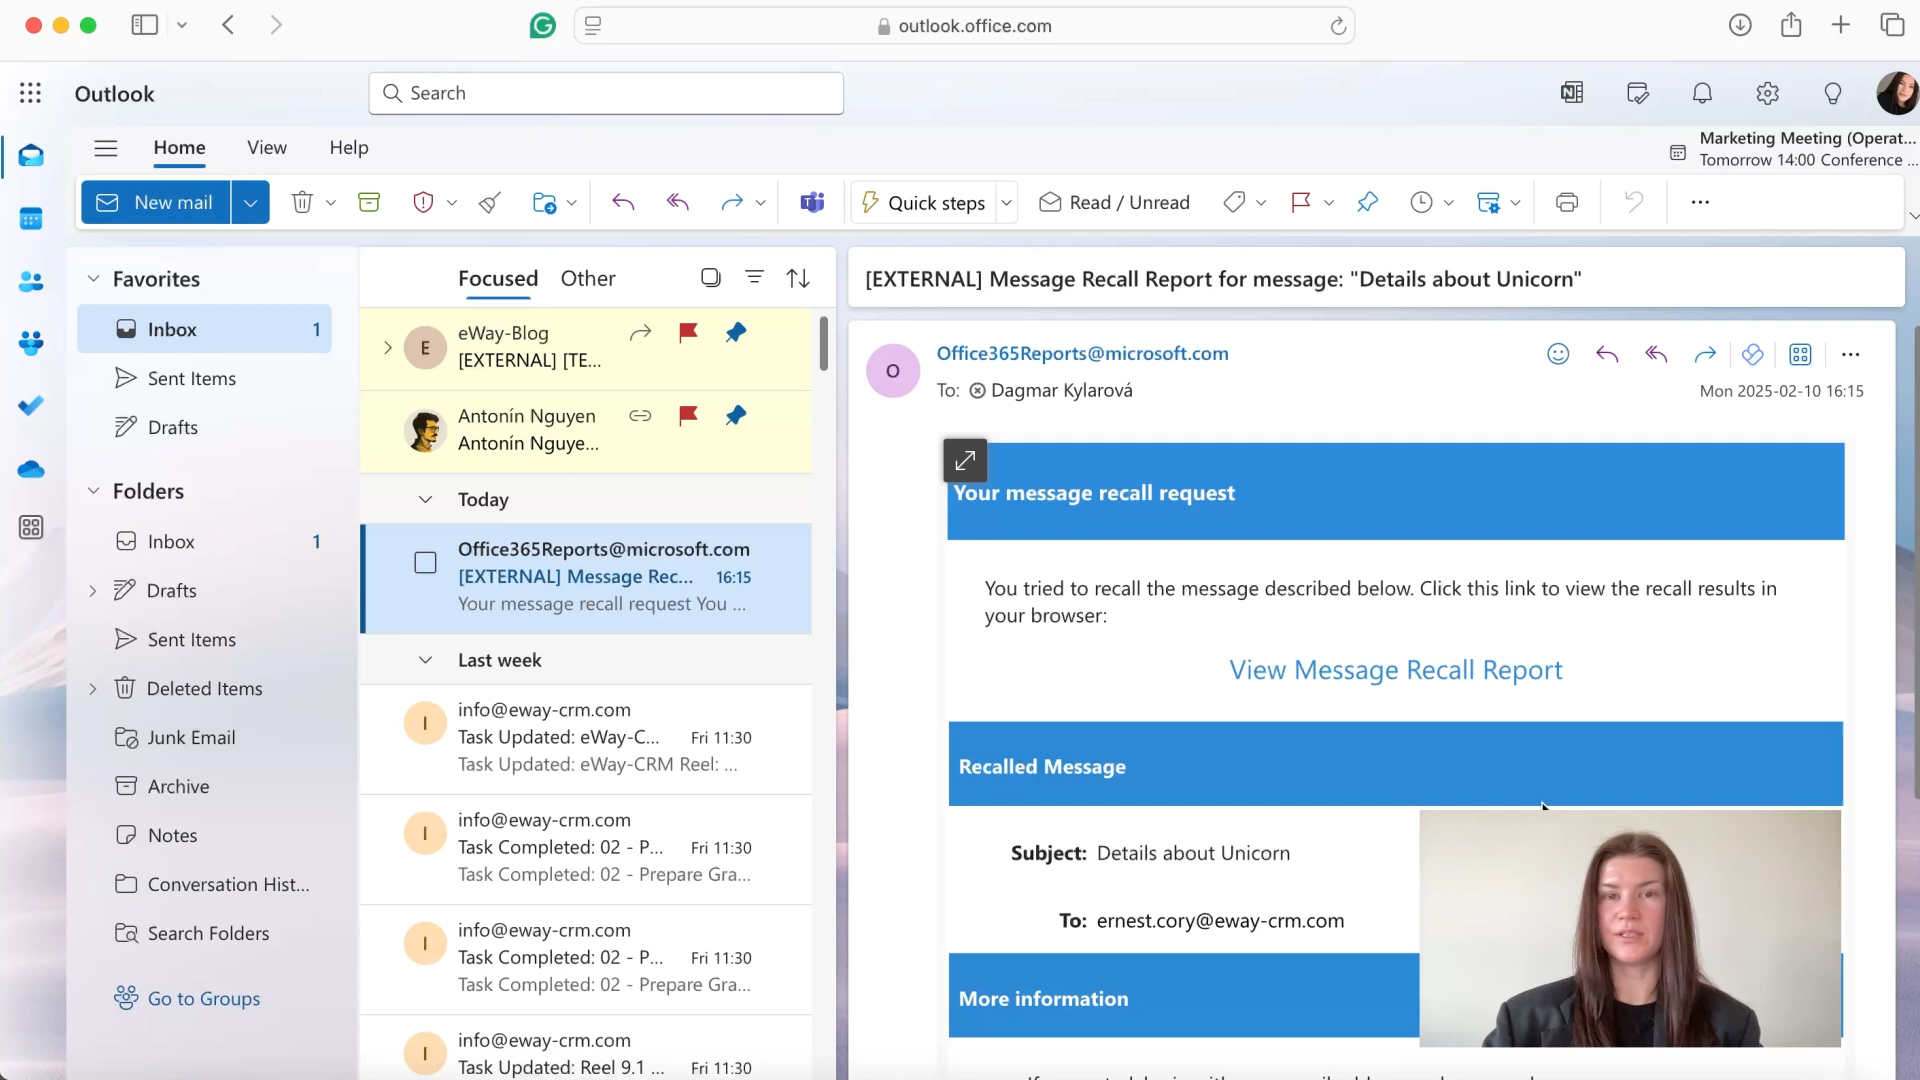 outlook.office.com
Outlook
Search
Marketing Meeting (Operat...
Tomorrow 14:00 Conference ...
Home
View
Help
New mail
Quick steps
Read / Unread
Favorites
Inbox 1
Sent Items
Drafts
Folders
Inbox 1
Drafts
Sent Items
Deleted Items
Junk Email
Archive
Notes
Conversation Hist...
Search Folders
Go to Groups
Focused
Other
E
eWay-Blog
[EXTERNAL] [TE...
Antonín Nguyen
Antonín Nguye...
Today
Office365Reports@microsoft.com
[EXTERNAL] Message Rec... 16:15
Your message recall request You ...
Last week
I
info@eway-crm.com
Task Updated: eWay-C... Fri 11:30
Task Updated: eWay-CRM Reel: ...
I
info@eway-crm.com
Task Completed: 02 - P... Fri 11:30
Task Completed: 02 - Prepare Gra...
I
info@eway-crm.com
Task Completed: 02 - P... Fri 11:30
Task Completed: 02 - Prepare Gra...
I
info@eway-crm.com
Task Updated: Reel 9.1 ... Fri 11:30
[EXTERNAL] Message Recall Report for message: "Details about Unicorn"
O
Office365Reports@microsoft.com
To: Dagmar Kylarová
Mon 2025-02-10 16:15
Your message recall request
You tried to recall the message described below. Click this link to view the recall results in
your browser:
View Message Recall Report
Recalled Message
Subject: Details about Unicorn
To: ernest.cory@eway-crm.com
More information